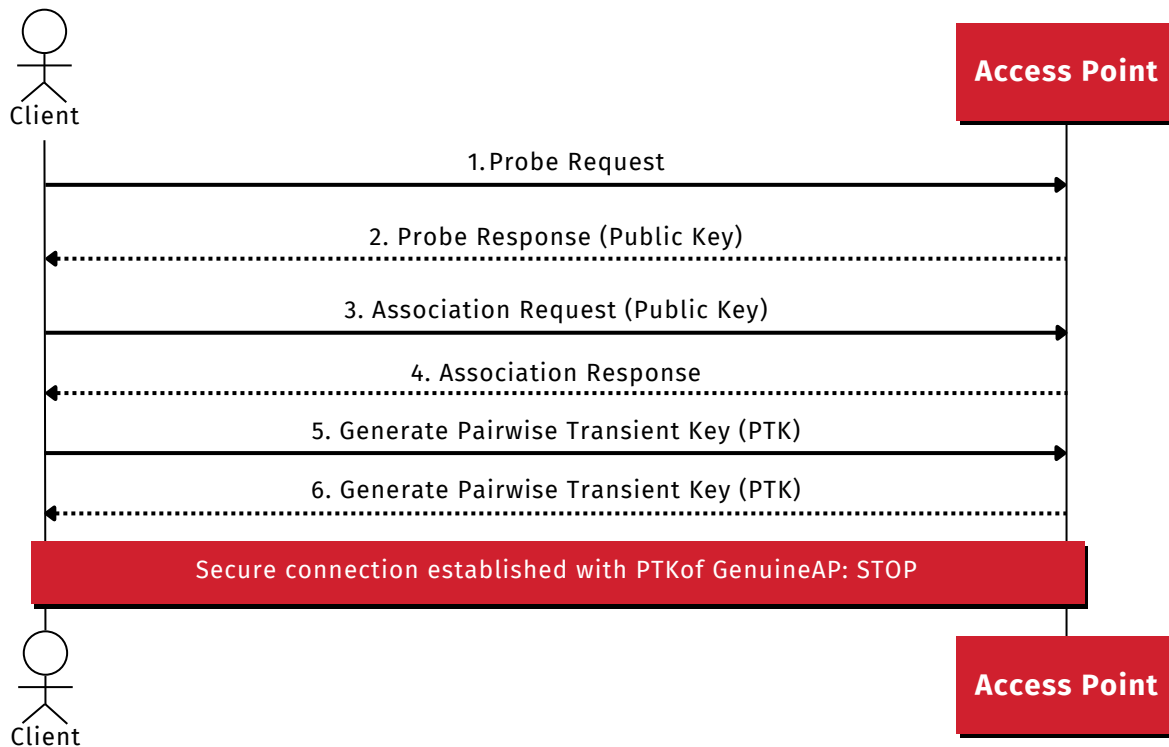 Client
Access Point
1. Probe Request
2. Probe Response (Public Key)
3. Association Request (Public Key)
4. Association Response
5. Generate Pairwise Transient Key (PTK)
6. Generate Pairwise Transient Key (PTK)
Secure connection established with PTKof GenuineAP: STOP
Client
Access Point